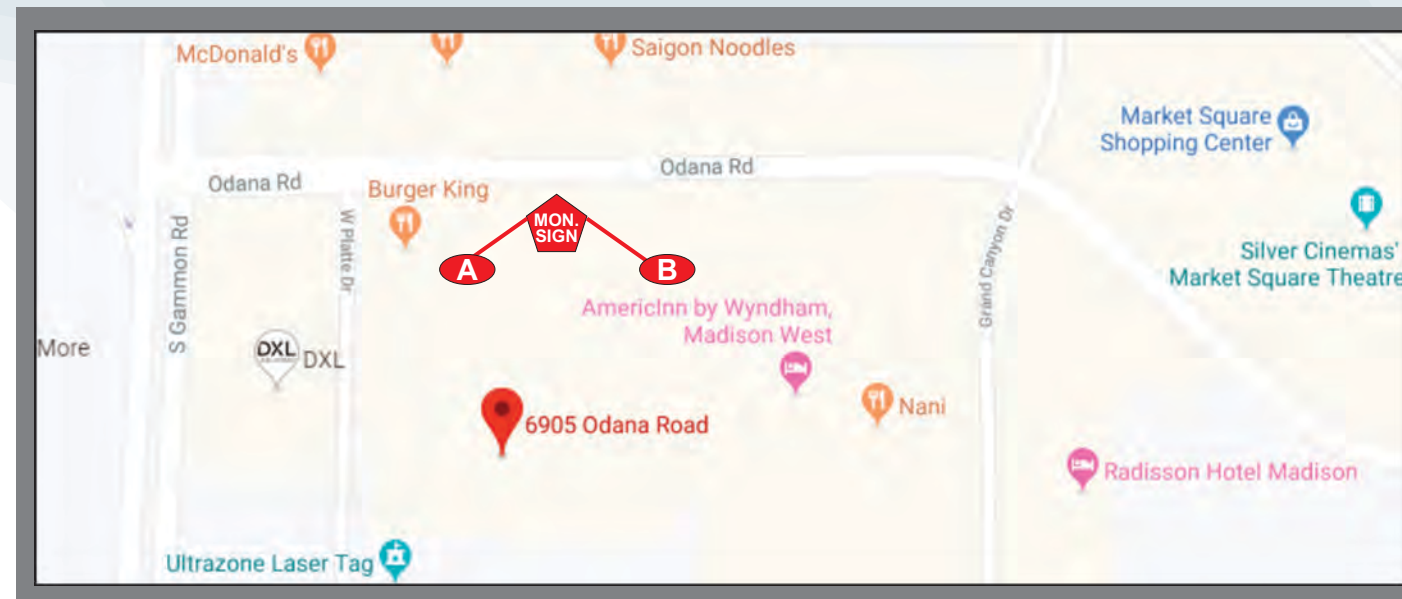 McDonald's
Saigon Noodles
Market Square
Shopping Center
Odana Rd
Odana Rd
Burger King
MON.
SIGN
A
B
S Gammon Rd
W Platte Dr
Grand Canyon Dr
Silver Cinemas'
Market Square Theatre
AmericInn by Wyndham,
Madison West
More
DXL
DXL
Nani
6905 Odana Road
Radisson Hotel Madison
Ultrazone Laser Tag